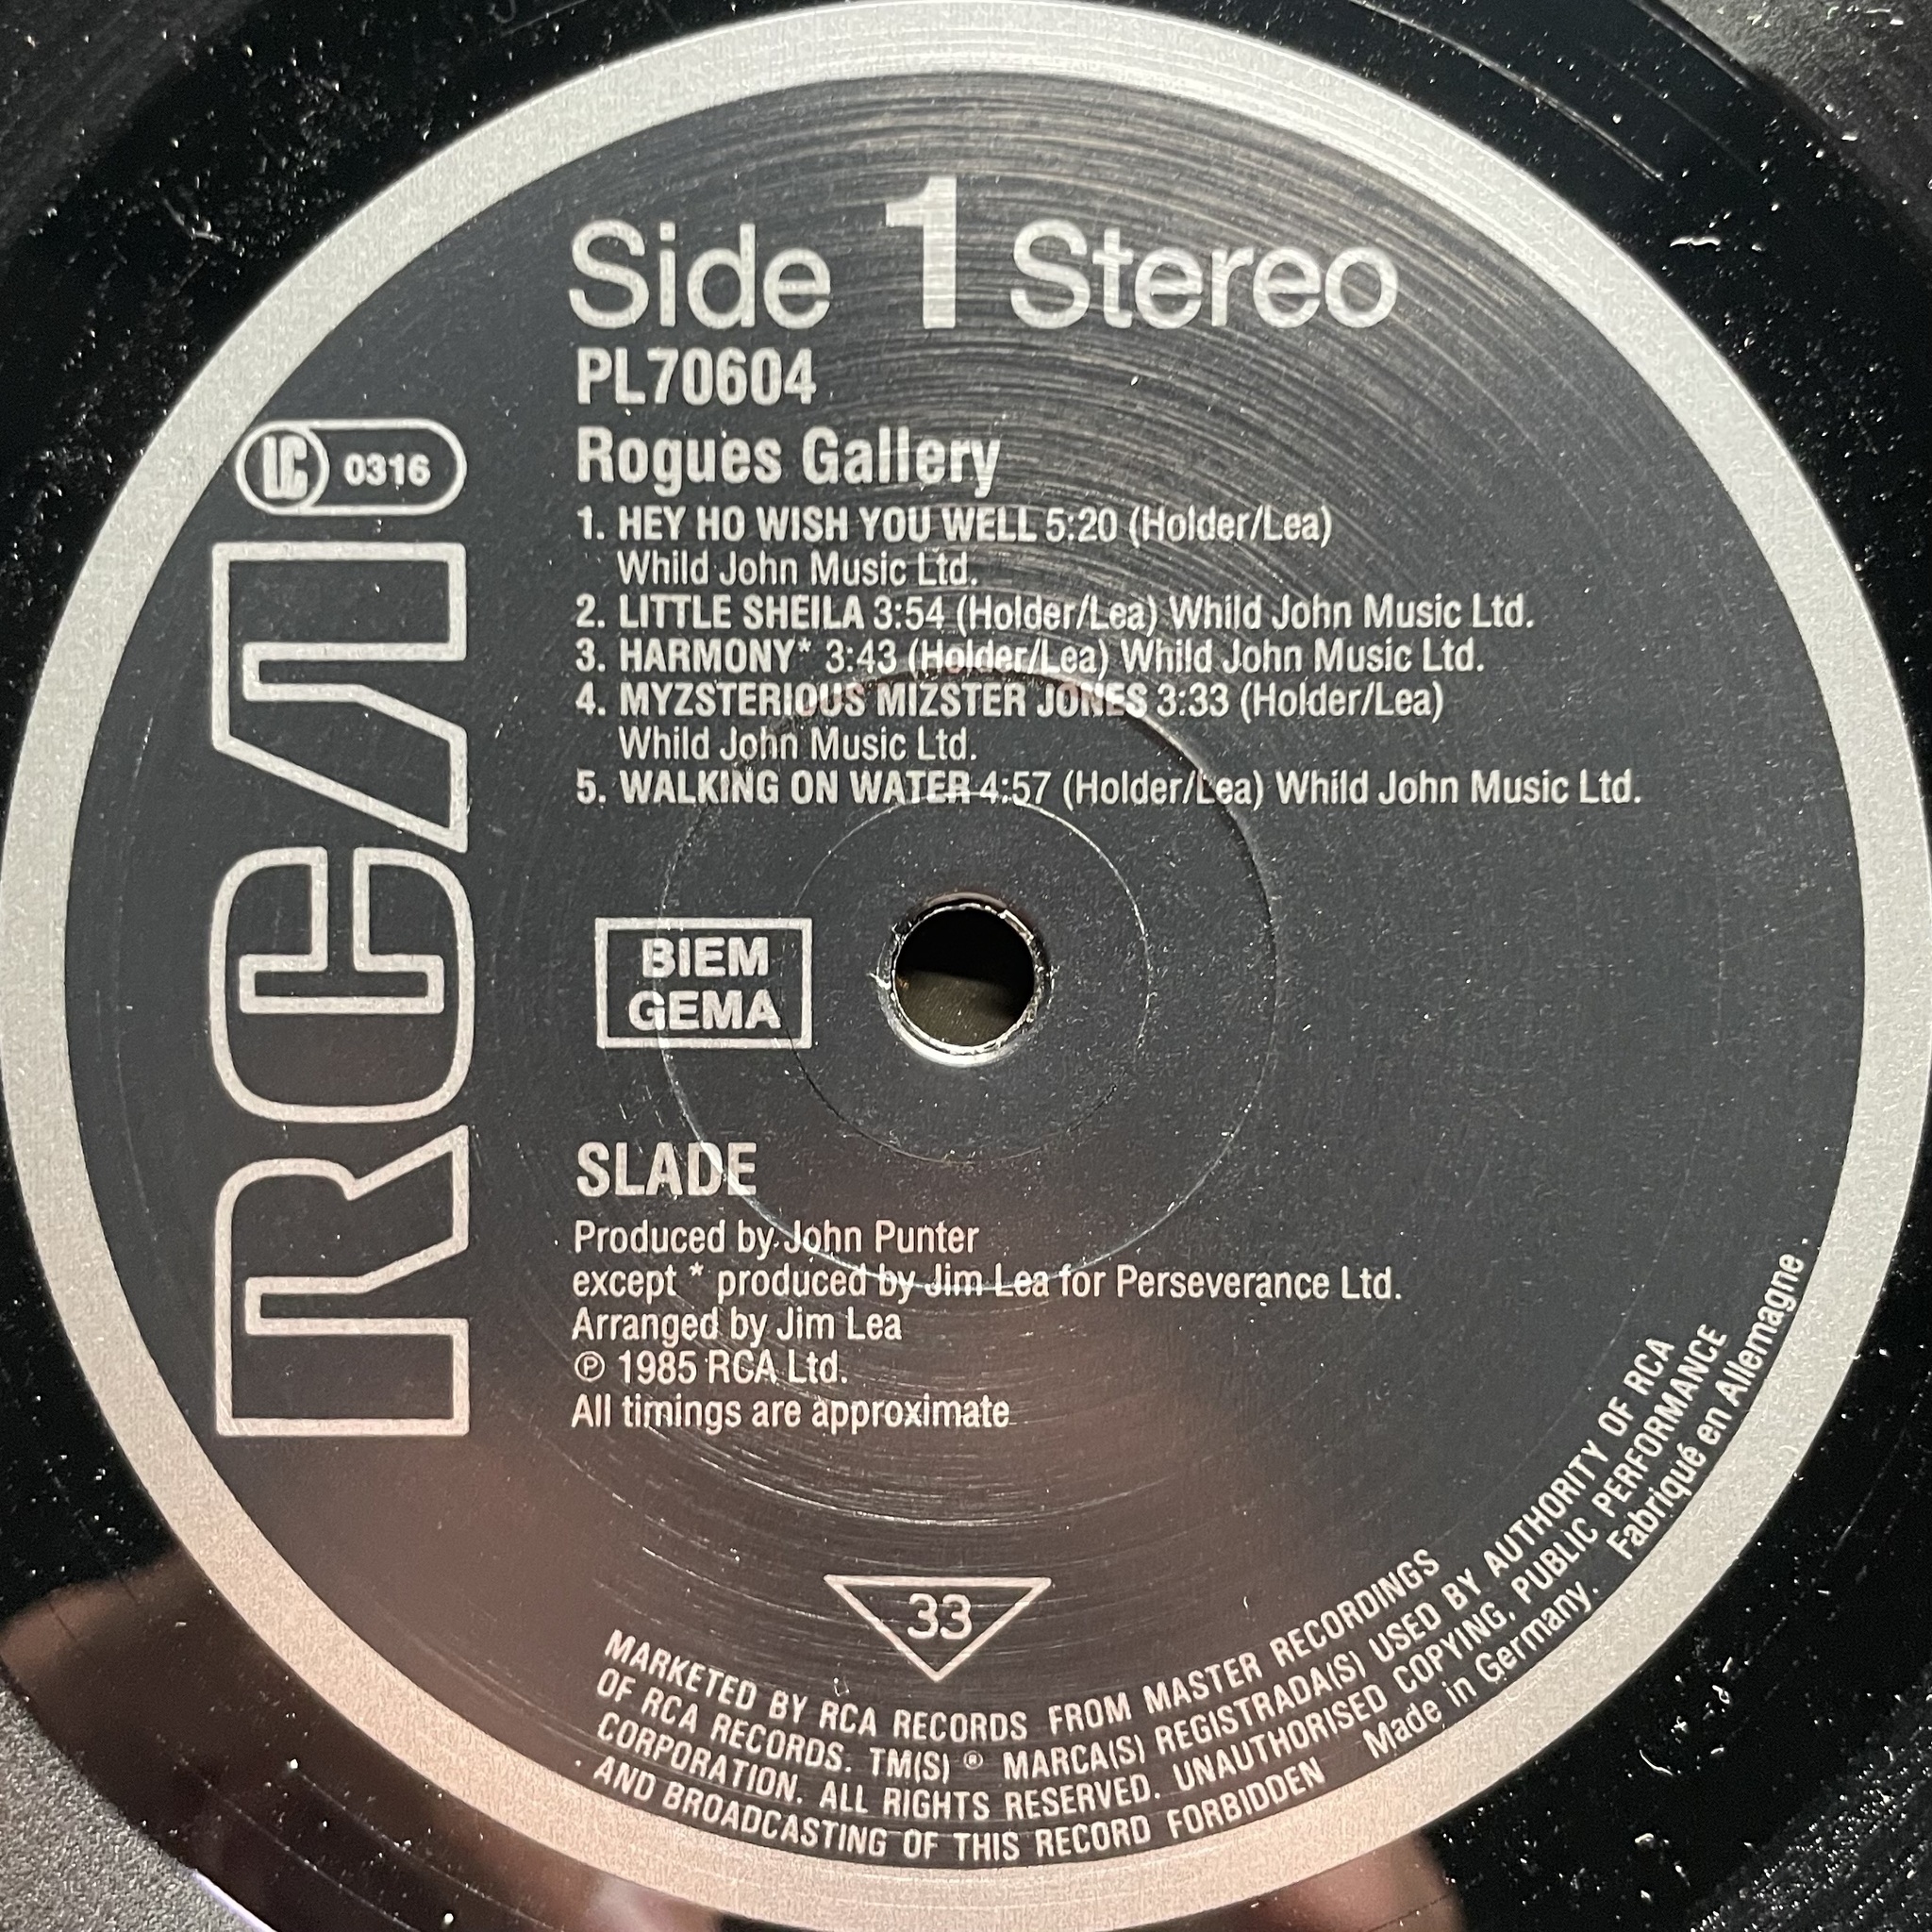 Side 1 Stereo
PL70604
LC 0316
Rogues Gallery
1. HEY HO WISH YOU WELL 5:20 (Holder/Lea)
Whild John Music Ltd.
2. LITTLE SHEILA 3:54 (Holder/Lea) Whild John Music Ltd.
3. HARMONY* 3:43 (Holder/Lea) Whild John Music Ltd.
4. MYZSTERIOUS MIZSTER JONES 3:33 (Holder/Lea)
Whild John Music Ltd.
5. WALKING ON WATER 4:57 (Holder/Lea) Whild John Music Ltd.
RCA
BIEM
GEMA
SLADE
Produced by John Punter
except * produced by Jim Lea for Perseverance Ltd.
Arranged by Jim Lea
℗ 1985 RCA Ltd.
All timings are approximate
33
MARKETED BY RCA RECORDS FROM MASTER RECORDINGS
OF RCA RECORDS. TM(S) ® MARCA(S) REGISTRADA(S) USED BY AUTHORITY OF RCA
CORPORATION. ALL RIGHTS RESERVED. UNAUTHORISED COPYING, PUBLIC PERFORMANCE
· AND BROADCASTING OF THIS RECORD FORBIDDEN Made in Germany. Fabriqué en Allemagne ·